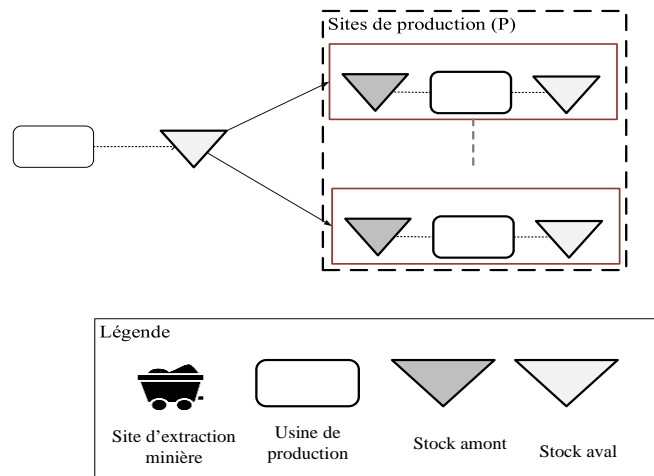 Sites de production (P)
Légende
Site d’extraction
minière
Usine de
production
Stock amont
Stock aval